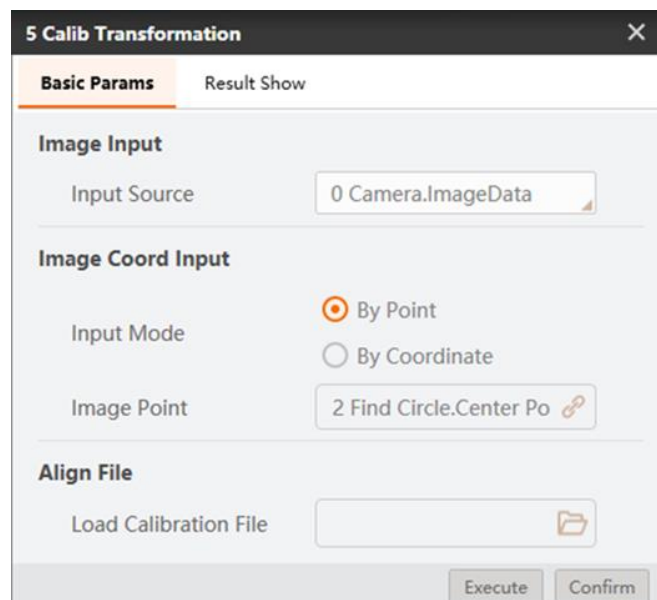 5 Calib Transformation
Basic Params Result Show
Image Input
Input Source 0 Camera.ImageData
Image Coord Input
By Point
Input Mode
By Coordinate
Image Point 2 Find Circle.Center Po
Align File
Load Calibration File
Execute Confirm